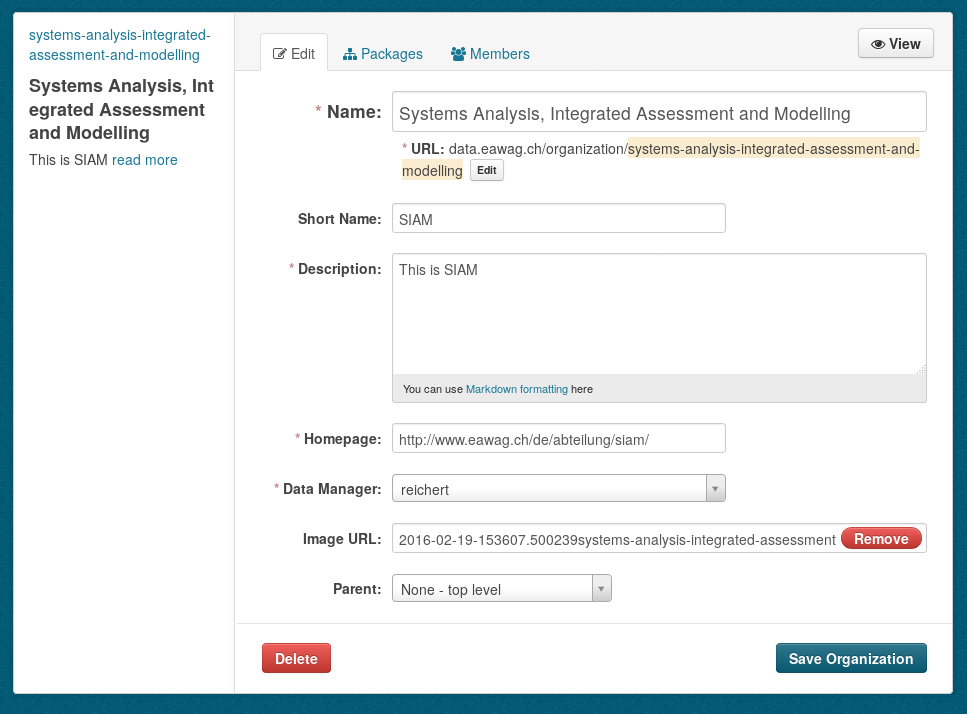 systems-analysis-integrated-
assessment-and-modelling
Systems Analysis, Int
egrated Assessment
and Modelling
This is SIAM read more
Edit
Packages
Members
View
* Name: Systems Analysis, Integrated Assessment and Modelling
* URL: data.eawag.ch/organization/systems-analysis-integrated-assessment-and-
modelling Edit
Short Name: SIAM
* Description: This is SIAM
You can use Markdown formatting here
* Homepage: http://www.eawag.ch/de/abteilung/siam/
* Data Manager: reichert
Image URL: 2016-02-19-153607.500239systems-analysis-integrated-assessment Remove
Parent: None - top level
Delete
Save Organization